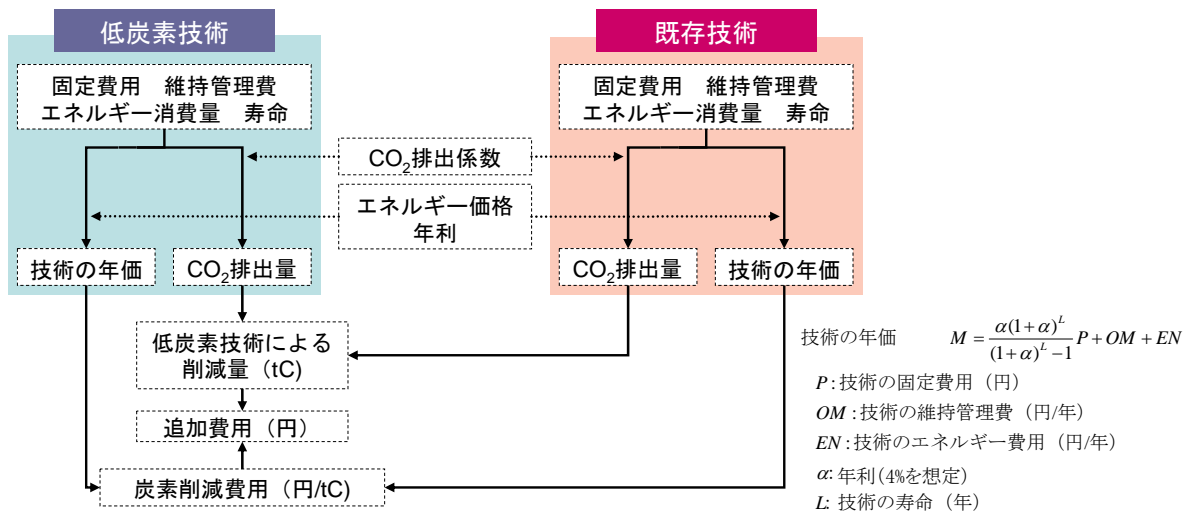 低炭素技術
既存技術
固定費用　維持管理費
エネルギー消費量　寿命
固定費用　維持管理費
エネルギー消費量　寿命
CO₂排出係数
エネルギー価格
年利
技術の年価
CO₂排出量
CO₂排出量
技術の年価
低炭素技術による
削減量（tC)
追加費用（円）
炭素削減費用（円/tC)
技術の年価　M = \frac{α(1+α)^L}{(1+α)^L −1} P + OM + EN
P : 技術の固定費用（円）
OM : 技術の維持管理費（円/年）
EN : 技術のエネルギー費用（円/年）
α: 年利(4%を想定)
L: 技術の寿命（年）